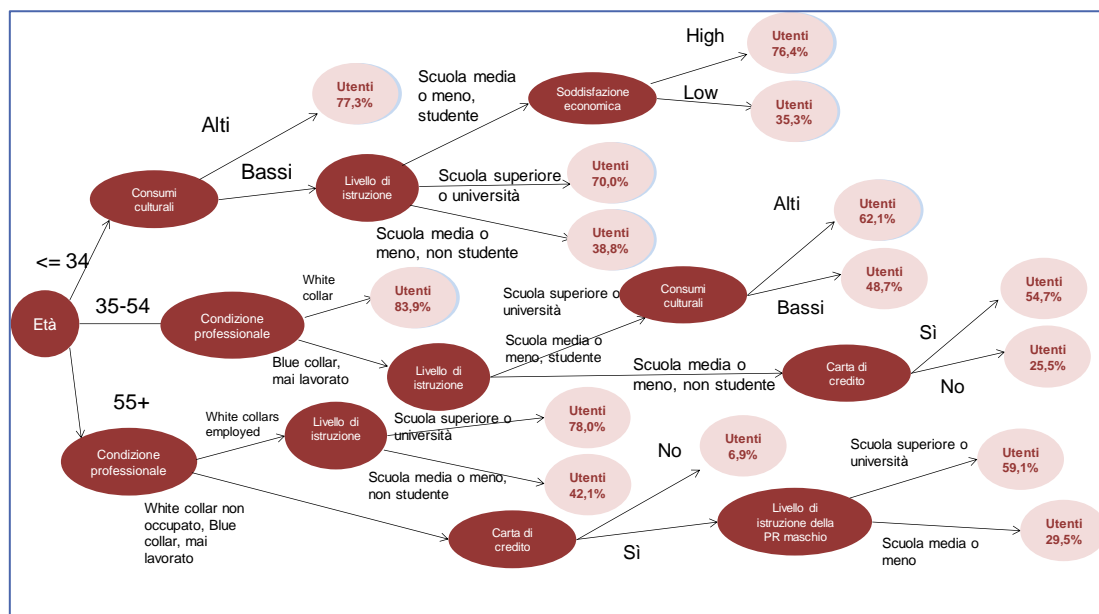 High
Utenti
76,4%
Scuola media
o meno,
studente
Soddisfazione
economica
Low
Utenti
35,3%
Utenti
77,3%
Alti
Bassi
Consumi
culturali
Livello di
istruzione
Scuola superiore
o università
Utenti
70,0%
Scuola media o
meno, non studente
Utenti
38,8%
Alti
Utenti
62,1%
<= 34
Età
35-54
Condizione
professionale
White
collar
Utenti
83,9%
Scuola superiore o
università
Consumi
culturali
Bassi
Utenti
48,7%
Utenti
54,7%
Blue collar,
mai lavorato
Livello di
istruzione
Scuola media o
meno, studente
Scuola media o
meno, non studente
Carta di
credito
Sì
No
Utenti
25,5%
55+
Condizione
professionale
White collars
employed
Livello di
istruzione
Scuola superiore o
università
Utenti
78,0%
Scuola media o meno,
non studente
Utenti
42,1%
No
Utenti
6,9%
Scuola superiore o
università
Utenti
59,1%
White collar non
occupato, Blue
collar, mai
lavorato
Carta di
credito
Sì
Livello di
istruzione della
PR maschio
Scuola media o
meno
Utenti
29,5%